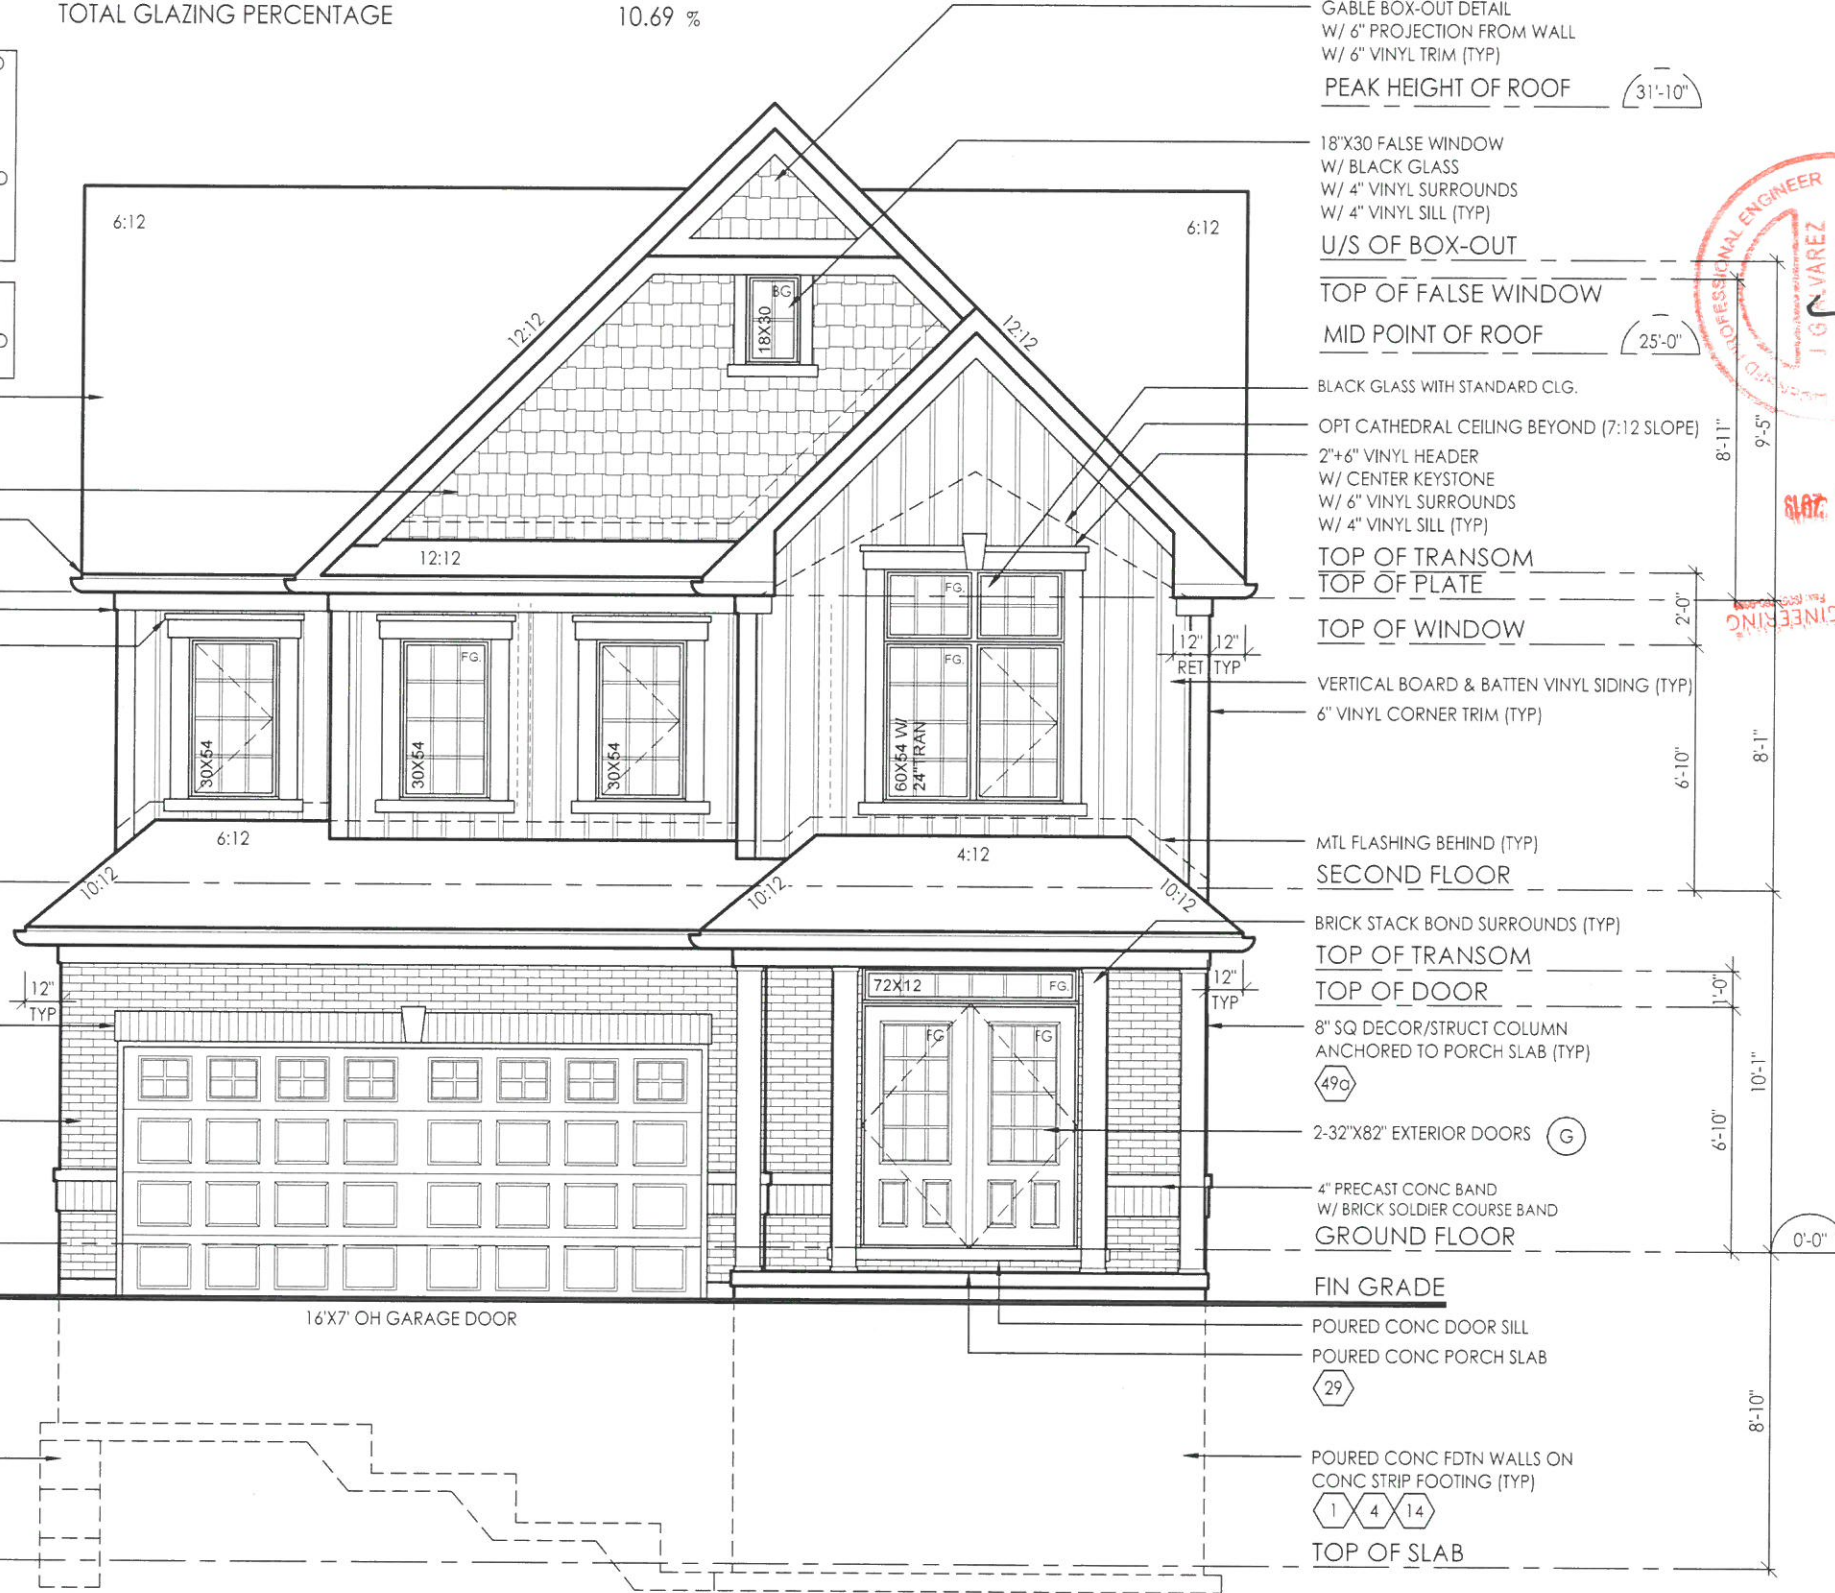 TOTAL GLAZING PERCENTAGE 10.69 %
GABLE BOX-OUT DETAIL
W/ 6" PROJECTION FROM WALL
W/ 6" VINYL TRIM (TYP)
PEAK HEIGHT OF ROOF 31'-10"
18"X30 FALSE WINDOW
W/ BLACK GLASS
W/ 4" VINYL SURROUNDS
W/ 4" VINYL SILL (TYP)
U/S OF BOX-OUT
TOP OF FALSE WINDOW
MID POINT OF ROOF 25'-0"
BLACK GLASS WITH STANDARD CLG.
OPT CATHEDRAL CEILING BEYOND (7:12 SLOPE)
2"+6" VINYL HEADER
W/ CENTER KEYSTONE
W/ 6" VINYL SURROUNDS
W/ 4" VINYL SILL (TYP)
TOP OF TRANSOM
TOP OF PLATE
TOP OF WINDOW
VERTICAL BOARD & BATTEN VINYL SIDING (TYP)
6" VINYL CORNER TRIM (TYP)
MTL FLASHING BEHIND (TYP)
SECOND FLOOR
BRICK STACK BOND SURROUNDS (TYP)
TOP OF TRANSOM
TOP OF DOOR
8" SQ DECOR/STRUCT COLUMN
ANCHORED TO PORCH SLAB (TYP)
49a
2-32"X82" EXTERIOR DOORS G
4" PRECAST CONC BAND
W/ BRICK SOLDIER COURSE BAND
GROUND FLOOR
0'-0"
FIN GRADE
POURED CONC DOOR SILL
POURED CONC PORCH SLAB
29
POURED CONC FDTN WALLS ON
CONC STRIP FOOTING (TYP)
1 4 14
TOP OF SLAB
6:12
6:12
12:12
12:12
BG
18X30
12:12
FG.
FG.
FG.
30X54
30X54
30X54
60X54 W/
24"TRAN
12" 12"
RET TYP
6:12
4:12
10:12
10:12
10:12
12"
TYP
12"
TYP
72X12 FG.
FG
FG
16'X7' OH GARAGE DOOR
8'-11"
9'-5"
2'-0"
6'-10"
8'-1"
1'-0"
6'-10"
10'-1"
8'-10"
PROFESSIONAL ENGINEER